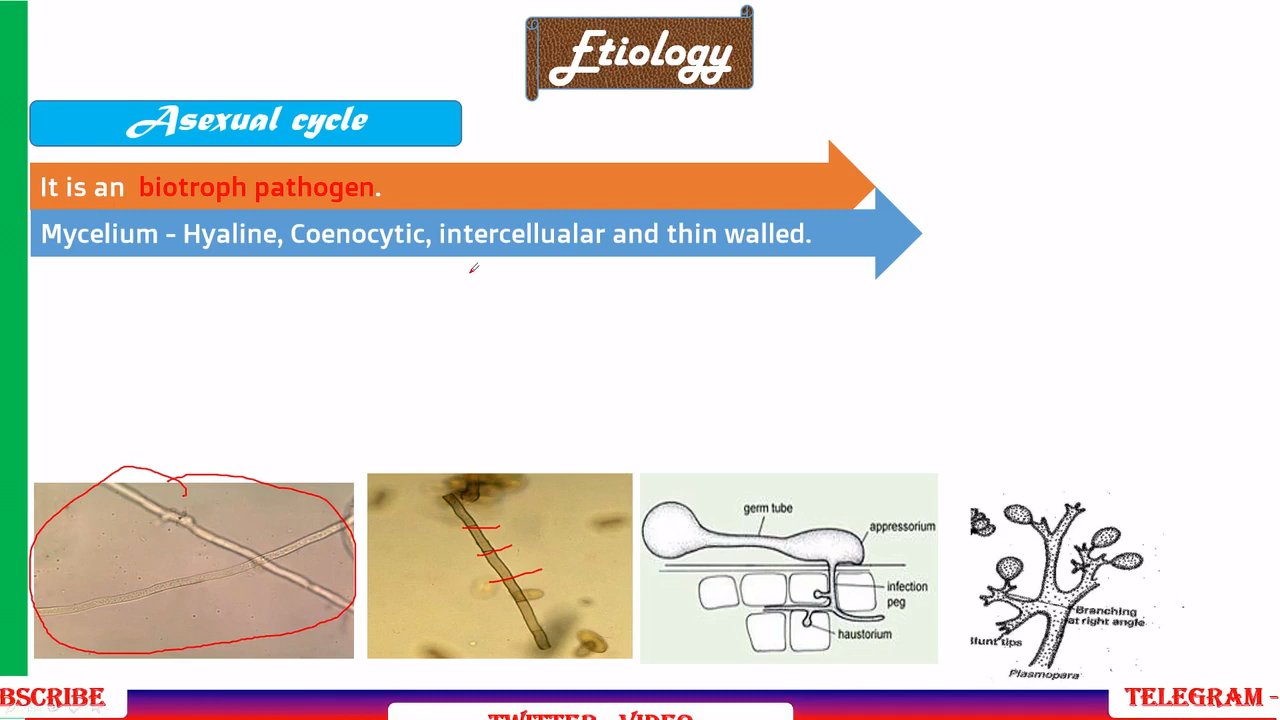 Etiology
Asexual cycle
It is an biotroph pathogen.
Mycelium - Hyaline, Coenocytic, intercellualar and thin walled.
germ tube
appressorium
infection
peg
haustorium
Branching
at right angle
Blunt tips
Plasmopara
BSCRIBE
TELEGRAM -
TWITTER - VIDEO